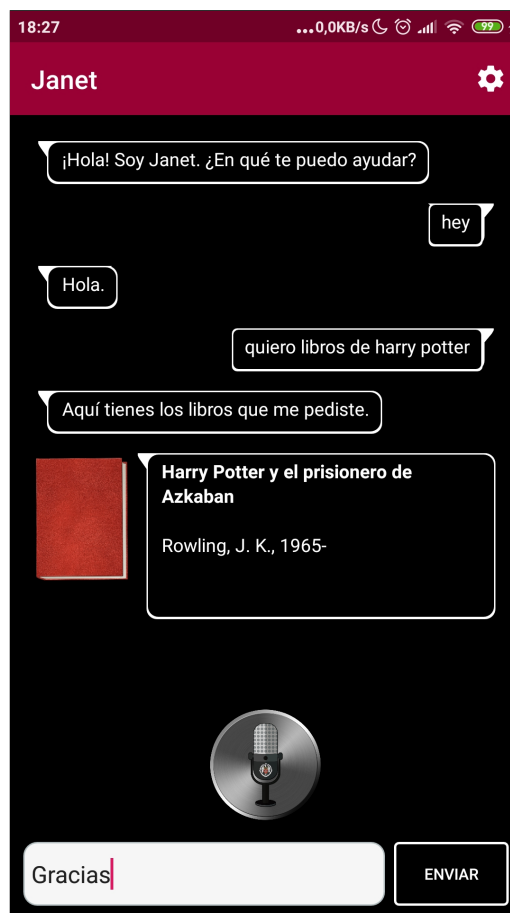 18:27 ...0,0KB/s 99
Janet
¡Hola! Soy Janet. ¿En qué te puedo ayudar?
hey
Hola.
quiero libros de harry potter
Aquí tienes los libros que me pediste.
Harry Potter y el prisionero de
Azkaban
Rowling, J. K., 1965-
Gracias
ENVIAR